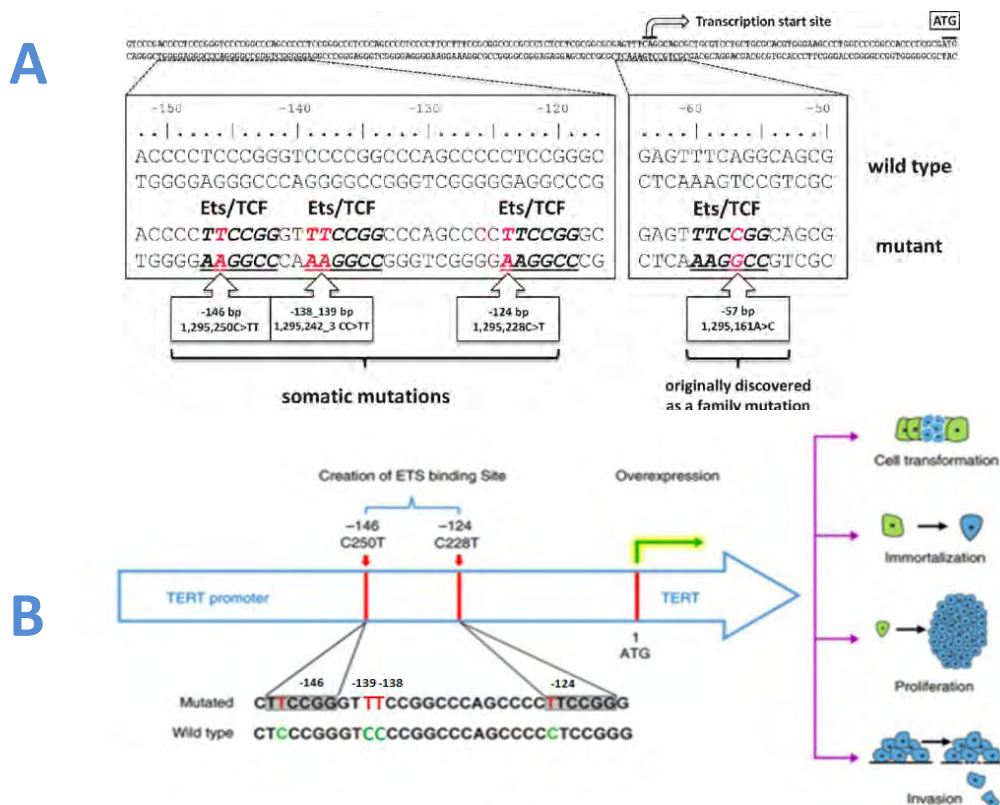 A
Transcription start site
ATG
-150 -140 -130 -120
-60 -50
ACCCCTCCCGGGTCCCCGGCCCAGCCCCCTCCGGGC GAGTTTCAGGCAGCG
wild type
TGGGGAGGGCCCAGGGGCCGGGTCGGGGGAGGCCCG CTCAAAGTCCGTCGC
Ets/TCF Ets/TCF Ets/TCF Ets/TCF
ACCCCTTCCGGGTTTCCGGCCCAGCCCCTTCCGGGC GAGTTTCCGGCAGCG
mutant
TGGGGAAGGCCCAAAGGCCGGGTCGGGGAAGGCCCG CTCAAAGGCCGTCGC
-146 bp
1,295,250C>TT
-138_139 bp
1,295,242_3 CC>TT
-124 bp
1,295,228C>T
-57 bp
1,295,161A>C
somatic mutations
originally discovered
as a family mutation
B
Creation of ETS binding Site
Overexpression
–146
C250T
–124
C228T
TERT promoter
TERT
1
ATG
-146 -139 -138 -124
Mutated CTTCCGGGTTTCCGGCCCAGCCCCTTCCGGG
Wild type CTCCCGGGTCCCCGGCCCAGCCCCCTCCGGG
Cell transformation
Immortalization
Proliferation
Invasion